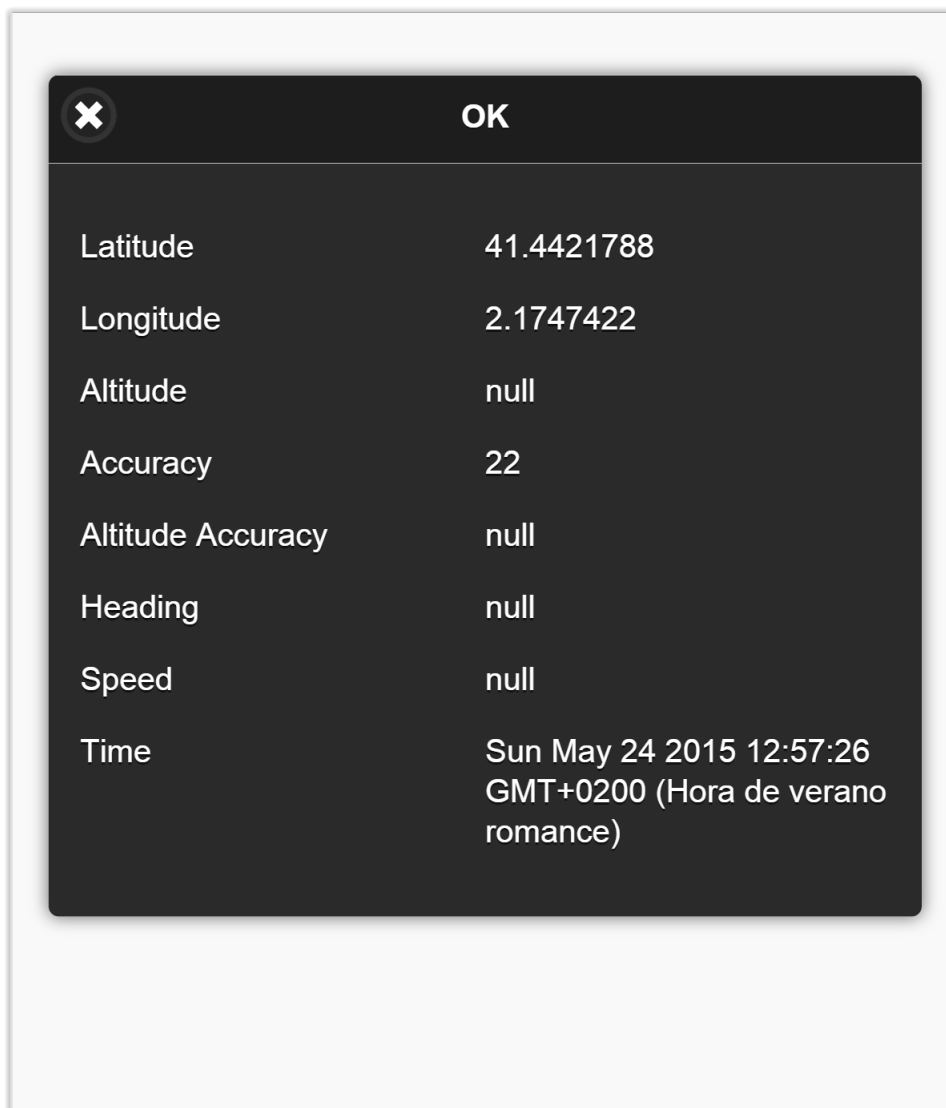 OK
Latitude 41.4421788
Longitude 2.1747422
Altitude null
Accuracy 22
Altitude Accuracy null
Heading null
Speed null
Time Sun May 24 2015 12:57:26
GMT+0200 (Hora de verano
romance)